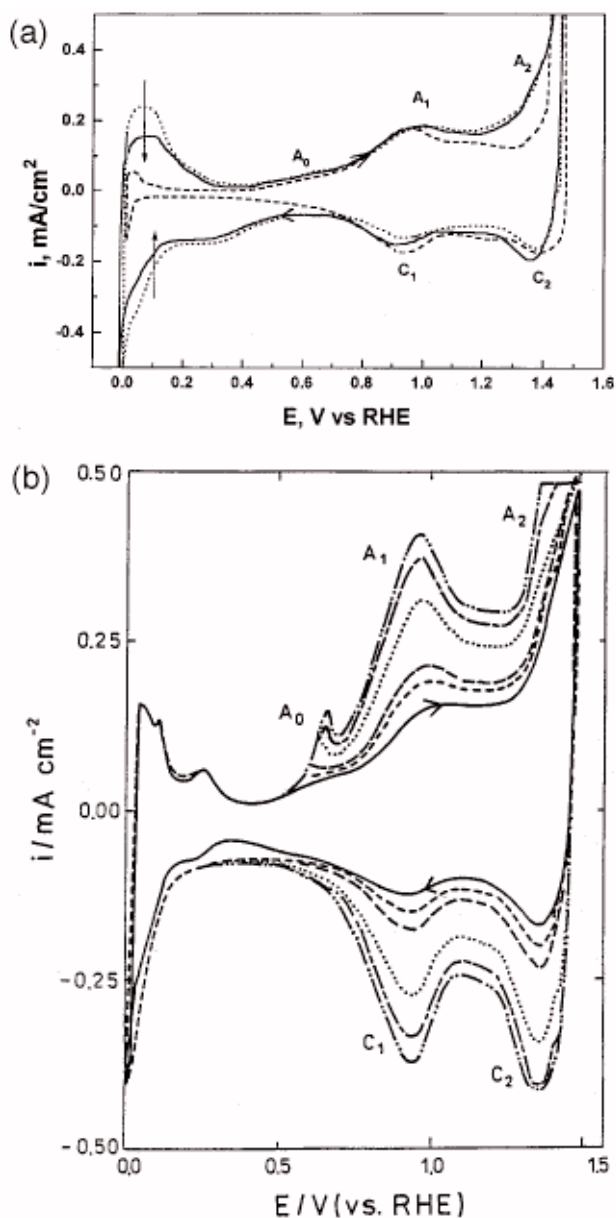 (a)
A₂
A₁
A₀
C₁
C₂
0.4
0.2
0.0
-0.2
-0.4
i, mA/cm²
0.0 0.2 0.4 0.6 0.8 1.0 1.2 1.4 1.6
E, V vs RHE
(b)
A₂
A₁
A₀
C₁
C₂
0.50
0.25
0.00
-0.25
-0.50
i/mA cm⁻²
0.0 0.5 1.0 1.5
E/V(vs. RHE)